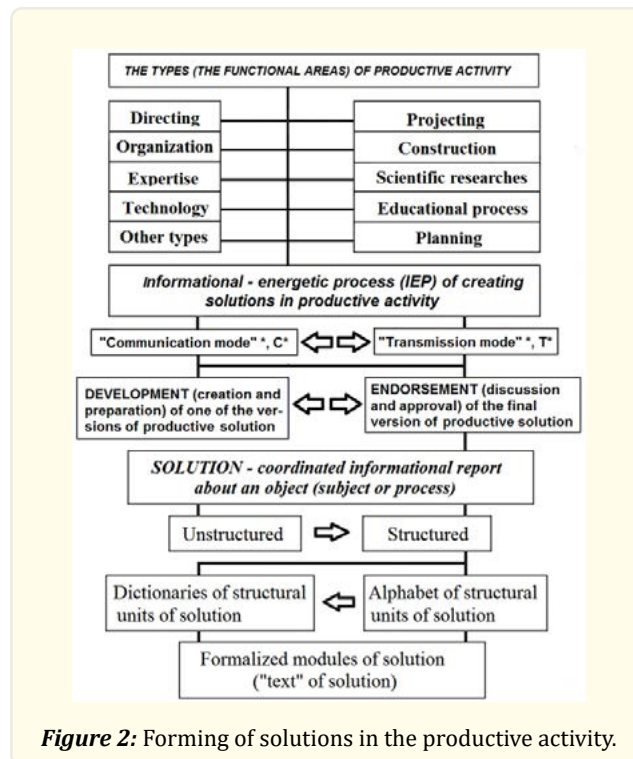 THE TYPES (THE FUNCTIONAL AREAS) OF PRODUCTIVE ACTIVITY
Directing
Projecting
Organization
Construction
Expertise
Scientific researches
Technology
Educational process
Other types
Planning
Informational - energetic process (IEP) of creating
solutions in productive activity
"Communication mode" *, C*
"Transmission mode" *, T*
DEVELOPMENT (creation and
preparation) of one of the ver-
sions of productive solution
ENDORSEMENT (discussion
and approval) of the final
version of productive solution
SOLUTION - coordinated informational report
about an object (subject or process)
Unstructured
Structured
Dictionaries of structural
units of solution
Alphabet of structural
units of solution
Formalized modules of solution
("text" of solution)
Figure 2: Forming of solutions in the productive activity.